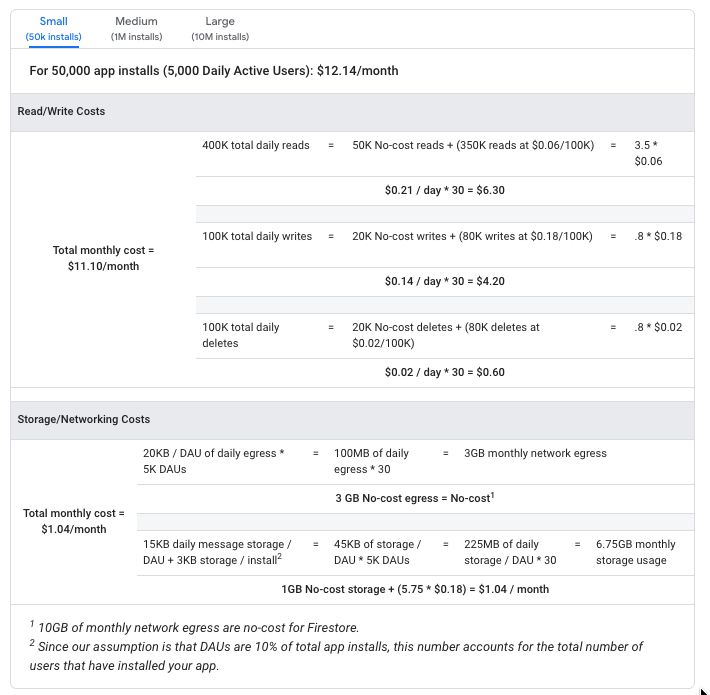 Small
(50k installs)
Medium
(1M installs)
Large
(10M installs)
For 50,000 app installs (5,000 Daily Active Users): $12.14/month
Read/Write Costs
Total monthly cost =
$11.10/month
400K total daily reads = 50K No-cost reads + (350K reads at $0.06/100K) = 3.5 *
$0.06
$0.21 / day * 30 = $6.30
100K total daily writes = 20K No-cost writes + (80K writes at $0.18/100K) = .8 * $0.18
$0.14 / day * 30 = $4.20
100K total daily
deletes
= 20K No-cost deletes + (80K deletes at
$0.02/100K)
= .8 * $0.02
$0.02 / day * 30 = $0.60
Storage/Networking Costs
Total monthly cost =
$1.04/month
20KB / DAU of daily egress *
5K DAUs
= 100MB of daily
egress * 30
= 3GB monthly network egress
3 GB No-cost egress = No-cost1
15KB daily message storage /
DAU + 3KB storage / install2
= 45KB of storage /
DAU * 5K DAUs
= 225MB of daily
storage / DAU * 30
= 6.75GB monthly
storage usage
1GB No-cost storage + (5.75 * $0.18) = $1.04 / month
1 10GB of monthly network egress are no-cost for Firestore.
2 Since our assumption is that DAUs are 10% of total app installs, this number accounts for the total number of
users that have installed your app.